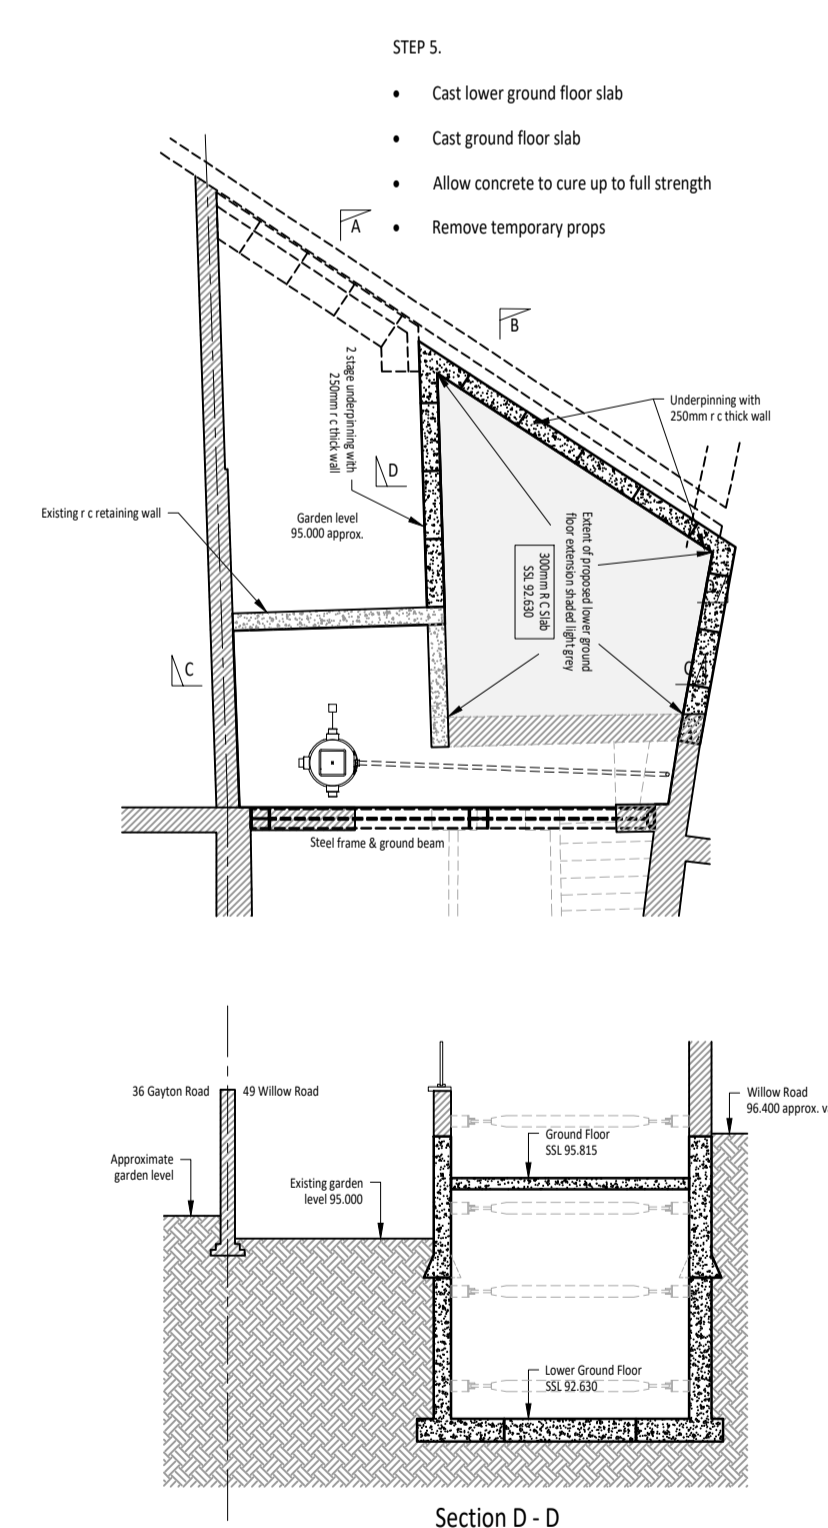 STEP 5.
• Cast lower ground floor slab
• Cast ground floor slab
• Allow concrete to cure up to full strength
• Remove temporary props
A
B
2 stage underpinning with
250mm r c thick wall
Underpinning with
250mm r c thick wall
D
Existing r c retaining wall
Garden level
95.000 approx.
Extent of proposed lower ground
floor extension shaded light grey
300mm R C Slab
SSL 92.630
C
C
Steel frame & ground beam
36 Gayton Road
49 Willow Road
Willow Road
96.400 approx. v
Approximate
garden level
Existing garden
level 95.000
Ground Floor
SSL 95.815
Lower Ground Floor
SSL 92.630
Section D - D